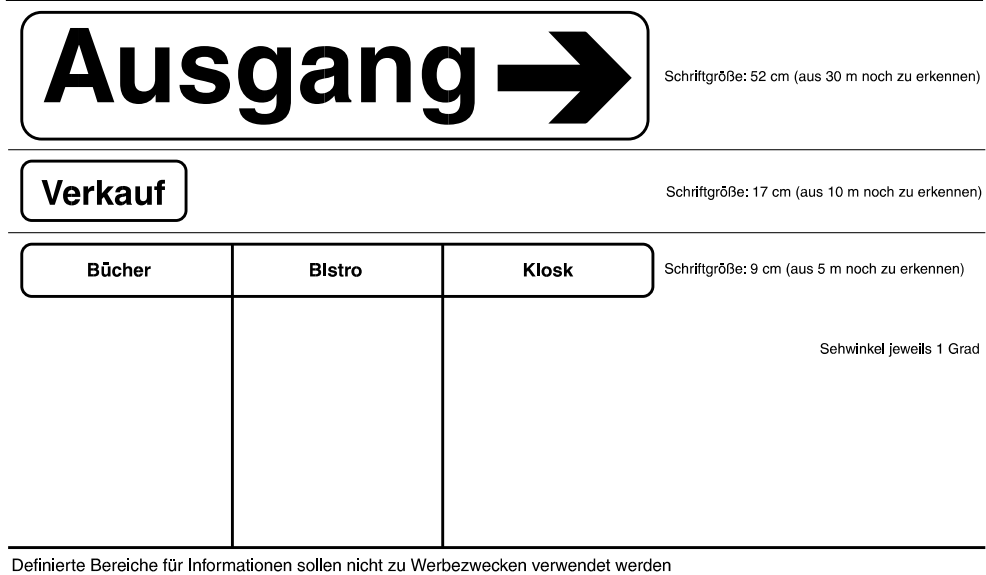 Ausgang
Schriftgröße: 52 cm (aus 30 m noch zu erkennen)
Verkauf
Schriftgröße: 17 cm (aus 10 m noch zu erkennen)
Bücher Bistro Kiosk
Schriftgröße: 9 cm (aus 5 m noch zu erkennen)
Sehwinkel jeweils 1 Grad
Definierte Bereiche für Informationen sollen nicht zu Werbezwecken verwendet werden